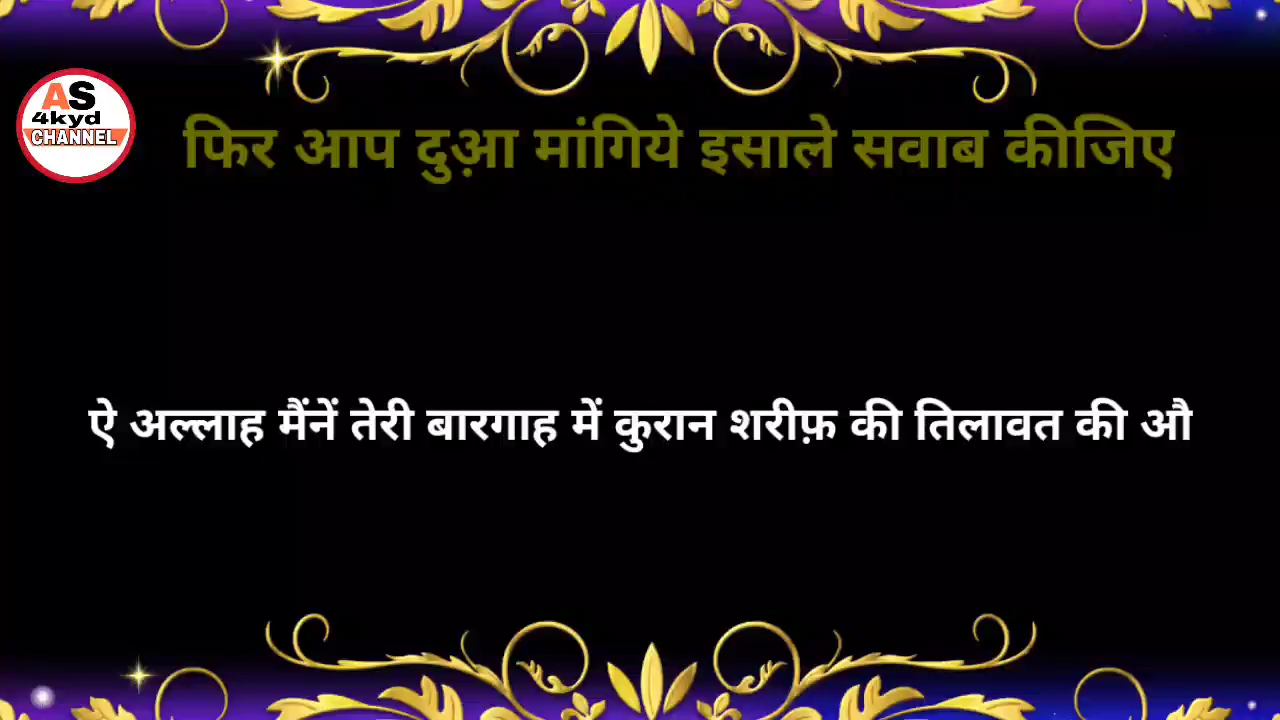 AS
4kyd
CHANNEL
फिर आप दुआ़ मांगिये इसाले सवाब कीजिए
ऐ अल्लाह मैंनें तेरी बारगाह में कुरान शरीफ़ की तिलावत की औ